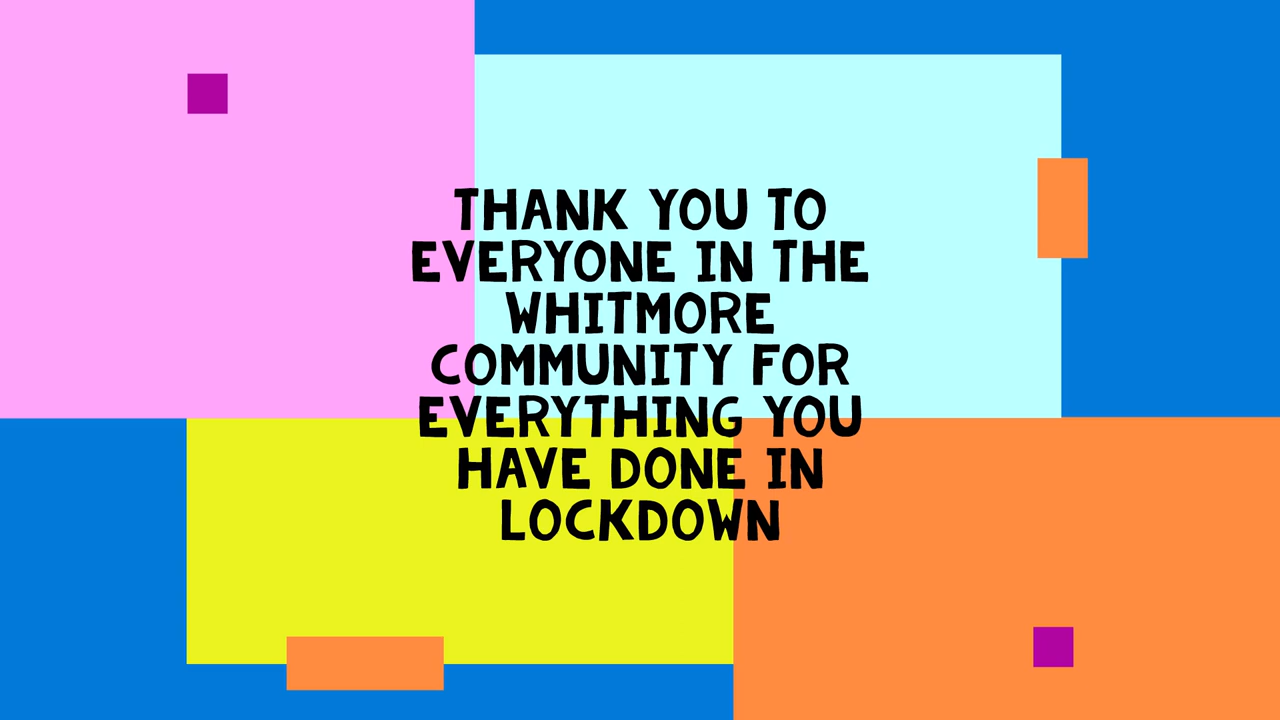 THANK YOU TO
EVERYONE IN THE
WHITMORE
COMMUNITY FOR
EVERYTHING YOU
HAVE DONE IN
LOCKDOWN